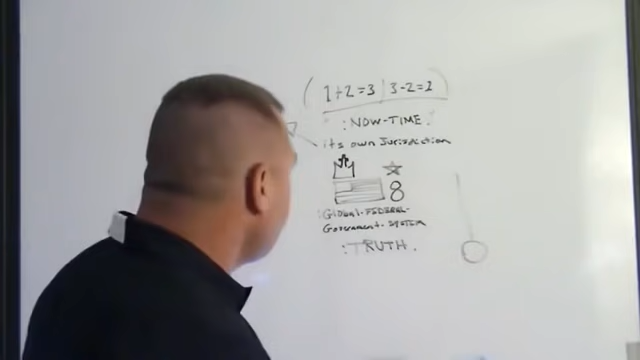 (1+2=3|3-2=1)
:NOW-TIME.
its own Jurisdiction
8
:Global-FEDERAL-
Government-SYSTEM
:TRUTH.